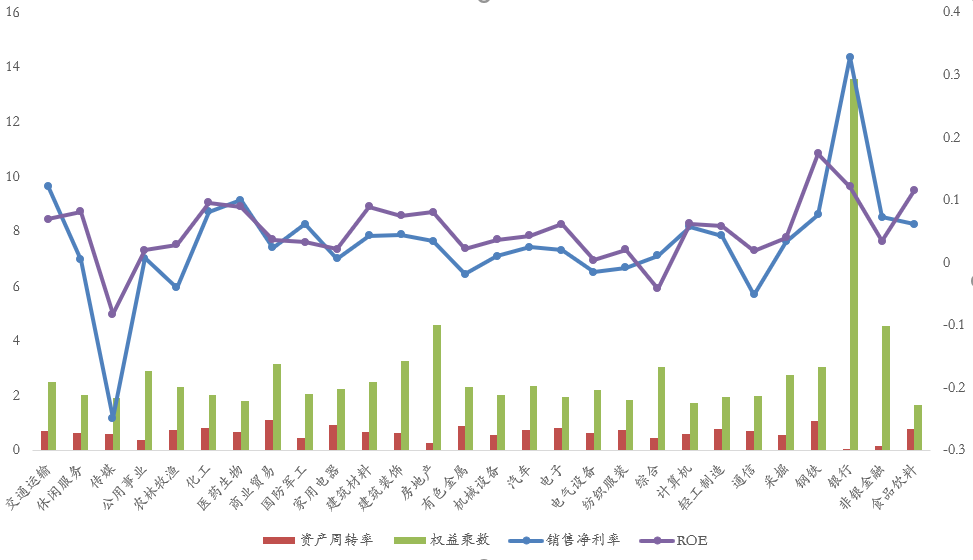 16
14
12
10
8
6
4
2
0
0.4
0.3
0.2
0.1
0
-0.1
-0.2
-0.3
交通运输
休闲服务
传媒
公用事业
农林牧渔
化工
医药生物
商业贸易
国防军工
家用电器
建筑材料
建筑装饰
房地产
有色金属
机械设备
汽车
电子
电气设备
纺织服装
综合
计算机
轻工制造
通信
采掘
钢铁
银行
非银金融
食品饮料
资产周转率 权益乘数 销售净利率 ROE